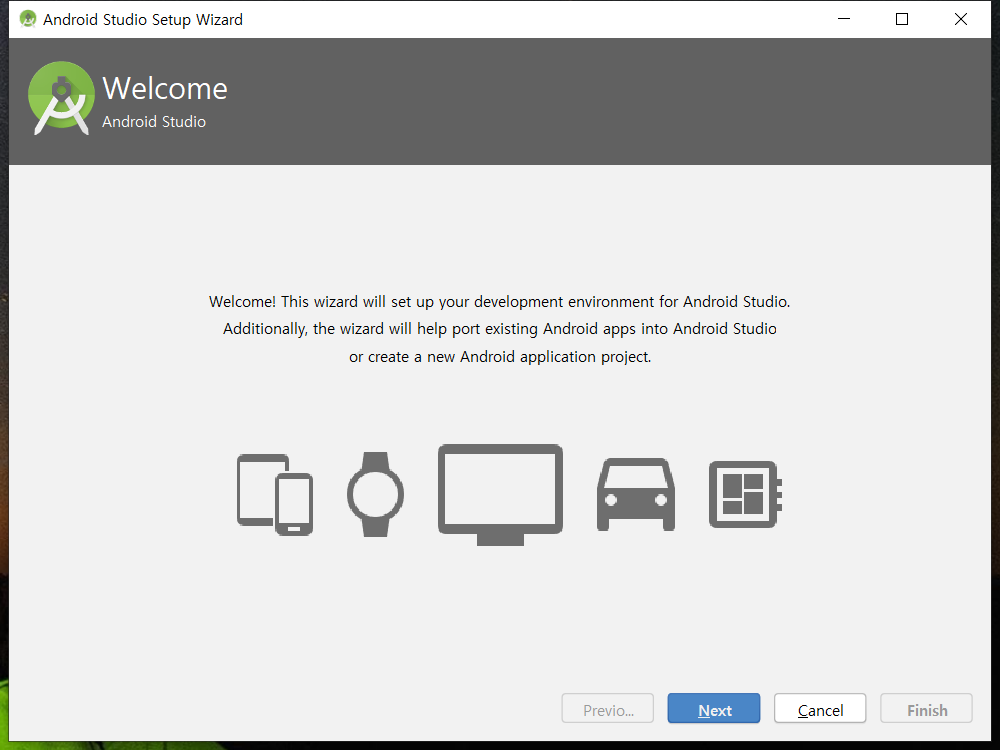 Android Studio Setup Wizard
Welcome
Android Studio
Welcome! This wizard will set up your development environment for Android Studio.
Additionally, the wizard will help port existing Android apps into Android Studio
or create a new Android application project.
Previo... Next Cancel Finish